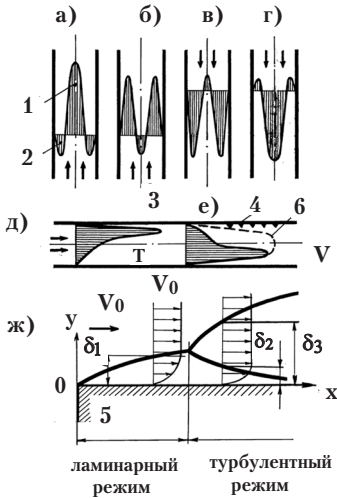 а) б) в) г)
1
2
3
д) е) 4 6
Т V
V0
ж) y V0
δ1 δ2 δ3
0 x
5
ламинарный турбулентный
режим режим